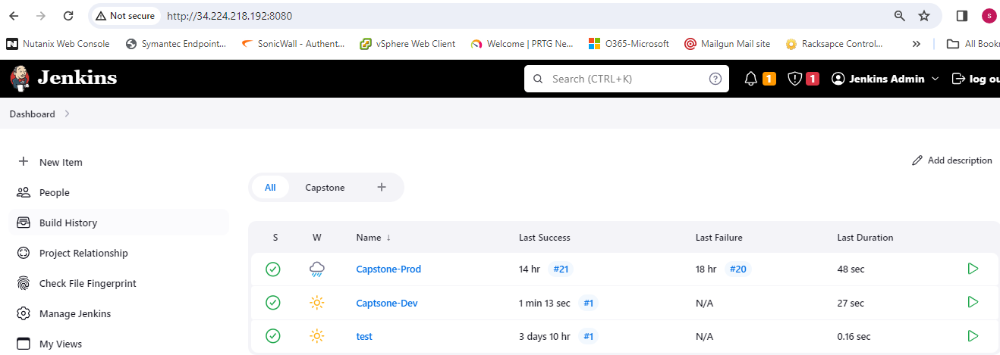 Not secure http://34.224.218.192:8080
S
Nutanix Web Console Symantec Endpoint... SonicWall - Authent... vSphere Web Client Welcome | PRTG Ne... O365-Microsoft Mailgun Mail site Racksapce Control... » All Bookr
Jenkins Search (CTRL+K) ? 1 1 Jenkins Admin log ou
Dashboard
New Item
Add description
People
All Capstone +
Build History
S W Name ↓ Last Success Last Failure Last Duration
Project Relationship
Capstone-Prod 14 hr #21 18 hr #20 48 sec
Check File Fingerprint
Captsone-Dev 1 min 13 sec #1 N/A 27 sec
Manage Jenkins
test 3 days 10 hr #1 N/A 0.16 sec
My Views